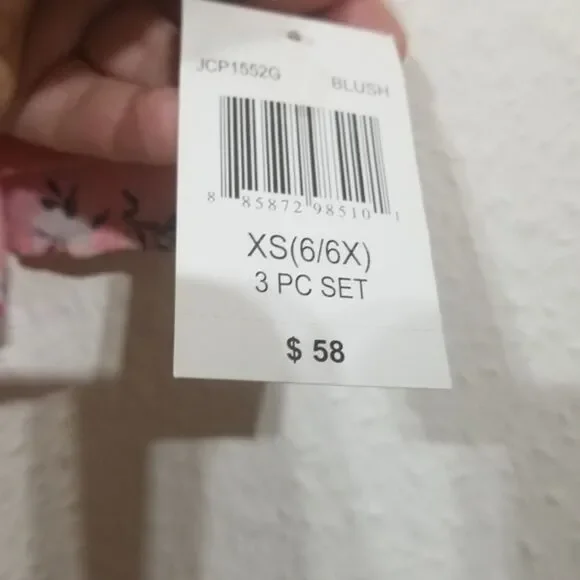 JCP1552G BLUSH
8 85872 98510 1
XS(6/6X)
3 PC SET
$ 58